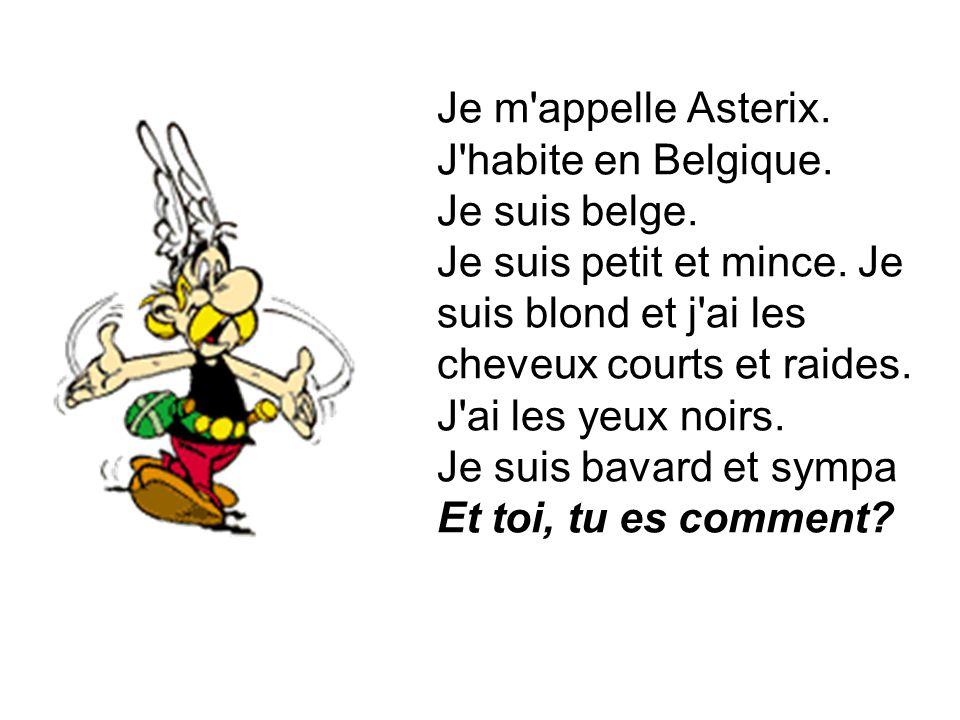 Je m'appelle Asterix.
J'habite en Belgique.
Je suis belge.
Je suis petit et mince. Je
suis blond et j'ai les
cheveux courts et raides.
J'ai les yeux noirs.
Je suis bavard et sympa
Et toi, tu es comment?